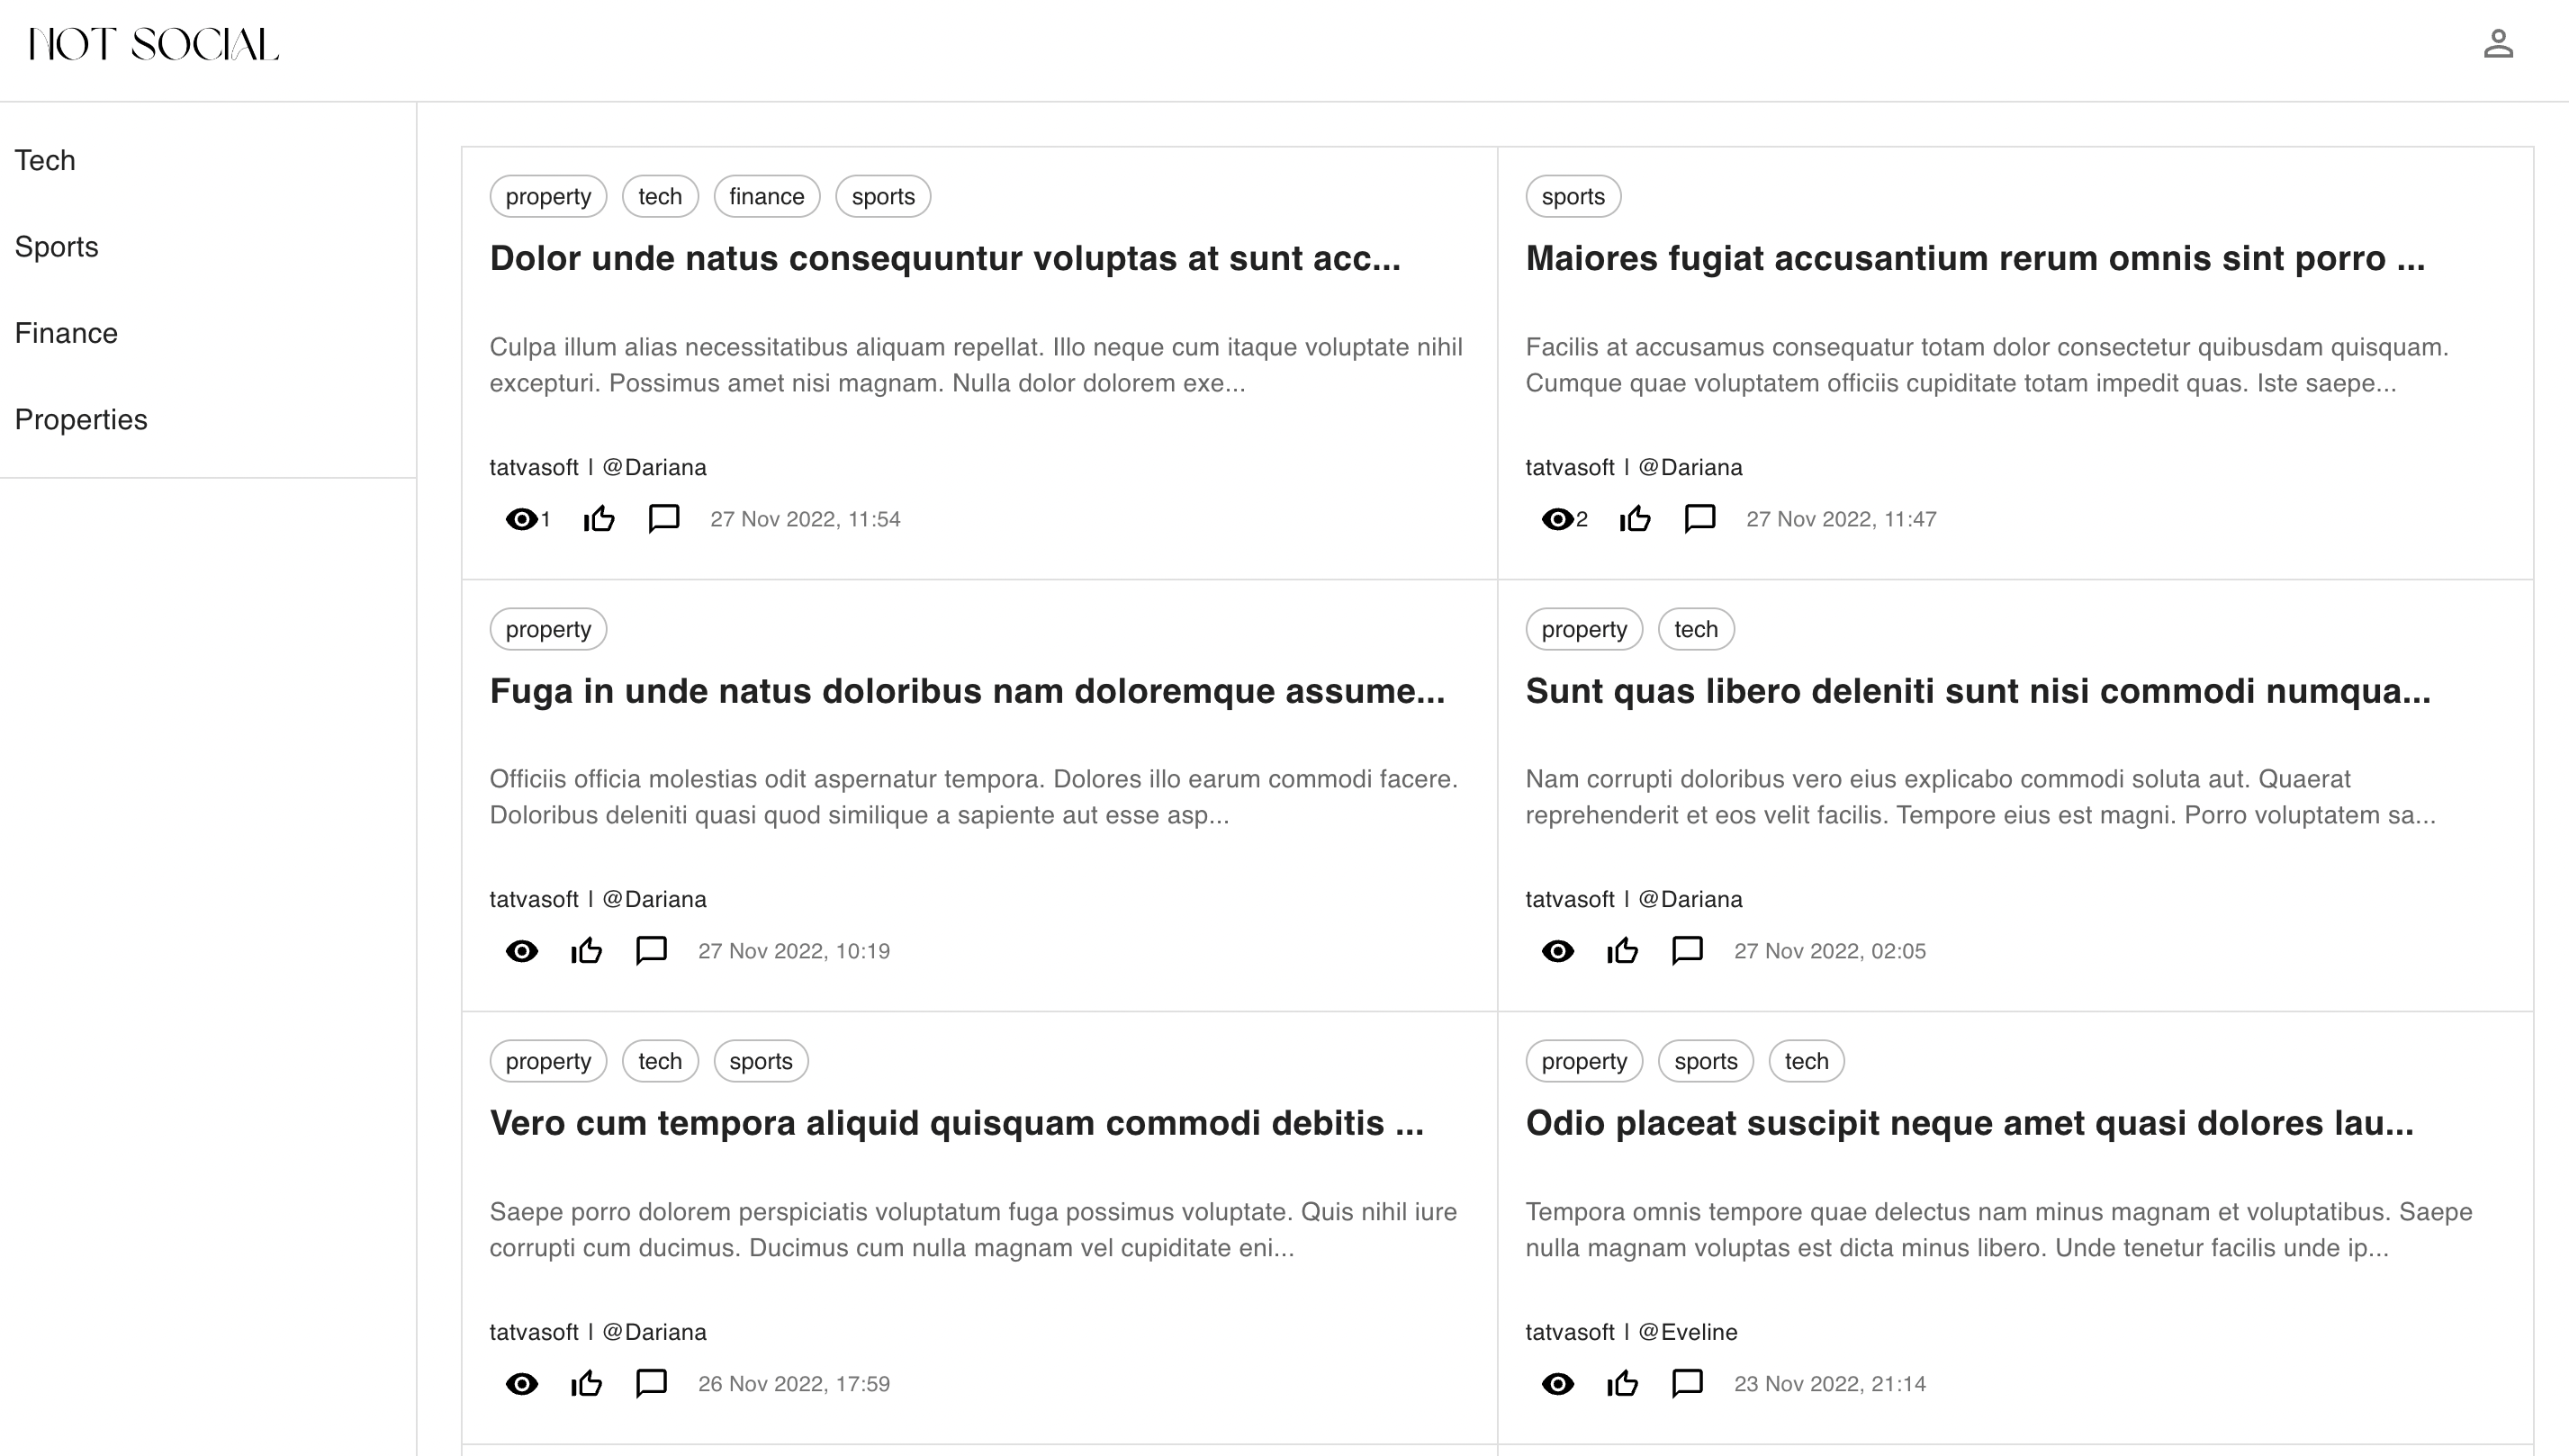 NOT SOCIAL
Tech
Sports
Finance
Properties
property tech finance sports
Dolor unde natus consequuntur voluptas at sunt acc...
Culpa illum alias necessitatibus aliquam repellat. Illo neque cum itaque voluptate nihil
excepturi. Possimus amet nisi magnam. Nulla dolor dolorem exe...
tatvasoft | @Dariana
1 27 Nov 2022, 11:54
sports
Maiores fugiat accusantium rerum omnis sint porro ...
Facilis at accusamus consequatur totam dolor consectetur quibusdam quisquam.
Cumque quae voluptatem officiis cupiditate totam impedit quas. Iste saepe...
tatvasoft | @Dariana
2 27 Nov 2022, 11:47
property
Fuga in unde natus doloribus nam doloremque assume...
Officiis officia molestias odit aspernatur tempora. Dolores illo earum commodi facere.
Doloribus deleniti quasi quod similique a sapiente aut esse asp...
tatvasoft | @Dariana
27 Nov 2022, 10:19
property tech
Sunt quas libero deleniti sunt nisi commodi numqua...
Nam corrupti doloribus vero eius explicabo commodi soluta aut. Quaerat
reprehenderit et eos velit facilis. Tempore eius est magni. Porro voluptatem sa...
tatvasoft | @Dariana
27 Nov 2022, 02:05
property tech sports
Vero cum tempora aliquid quisquam commodi debitis ...
Saepe porro dolorem perspiciatis voluptatum fuga possimus voluptate. Quis nihil iure
corrupti cum ducimus. Ducimus cum nulla magnam vel cupiditate eni...
tatvasoft | @Dariana
26 Nov 2022, 17:59
property sports tech
Odio placeat suscipit neque amet quasi dolores lau...
Tempora omnis tempore quae delectus nam minus magnam et voluptatibus. Saepe
nulla magnam voluptas est dicta minus libero. Unde tenetur facilis unde ip...
tatvasoft | @Eveline
23 Nov 2022, 21:14